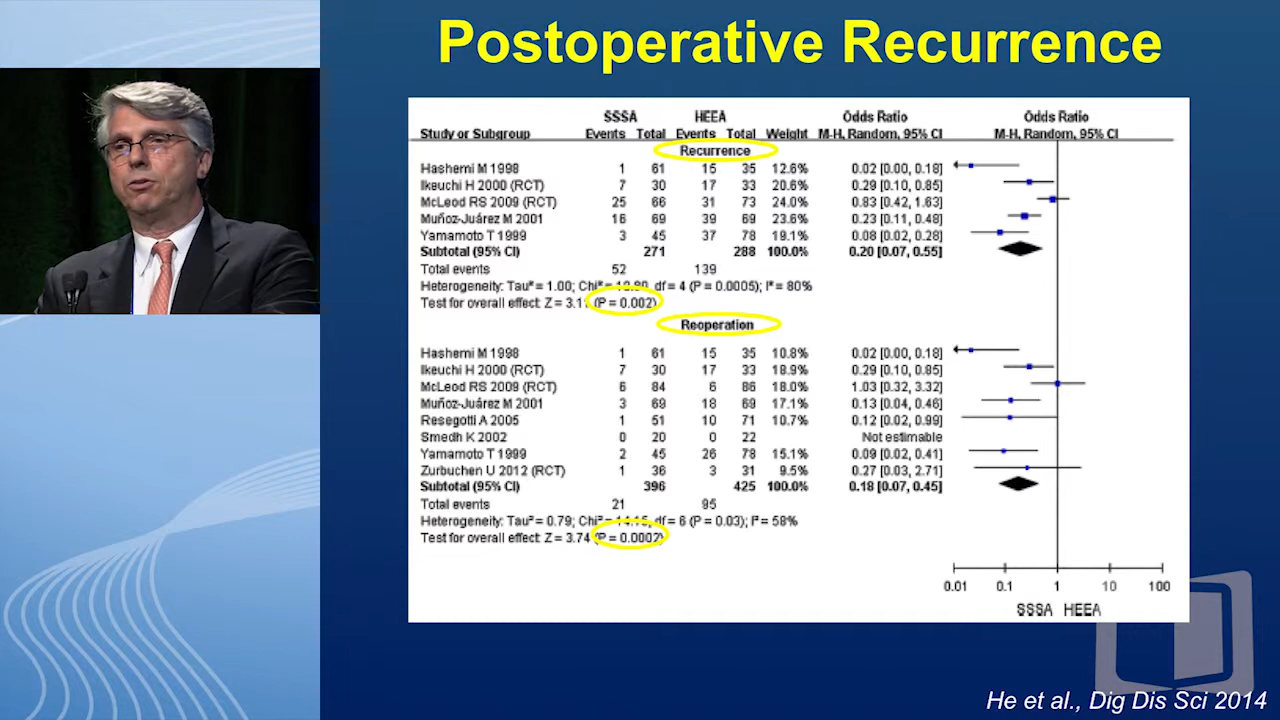 Postoperative Recurrence
SSSA HEEA Odds Ratio Odds Ratio
Study or Subgroup Events Total Events Total Weight M-H, Random, 95% CI M-H, Random, 95% CI
Recurrence
Hashemi M 1998 1 61 15 35 12.6% 0.02 [0.00, 0.18]
Ikeuchi H 2000 (RCT) 7 30 17 33 20.6% 0.29 [0.10, 0.85]
McLeod RS 2009 (RCT) 25 66 31 73 24.0% 0.83 [0.42, 1.63]
Muñoz-Juárez M 2001 16 69 39 69 23.6% 0.23 [0.11, 0.48]
Yamamoto T 1999 3 45 37 78 19.1% 0.08 [0.02, 0.28]
Subtotal (95% CI) 271 288 100.0% 0.20 [0.07, 0.55]
Total events 52 139
Heterogeneity: Tau² = 1.00; Chi² = df = 4 (P = 0.0005); I² = 80%
Test for overall effect: Z = (P = 0.002)
Reoperation
Hashemi M 1998 1 61 15 35 10.8% 0.02 [0.00, 0.18]
Ikeuchi H 2000 (RCT) 7 30 17 33 18.9% 0.29 [0.10, 0.85]
McLeod RS 2009 (RCT) 6 84 6 86 18.0% 1.03 [0.32, 3.32]
Muñoz-Juárez M 2001 3 69 18 69 17.1% 0.13 [0.04, 0.46]
Resegotti A 2005 1 51 10 71 10.7% 0.12 [0.02, 0.99]
Smedh K 2002 0 20 0 22 Not estimable
Yamamoto T 1999 2 45 26 78 15.1% 0.09 [0.02, 0.41]
Zurbuchen U 2012 (RCT) 1 36 3 31 9.5% 0.27 [0.03, 2.71]
Subtotal (95% CI) 396 425 100.0% 0.18 [0.07, 0.45]
Total events 21 95
Heterogeneity: Tau² = 0.79; Chi² = 14.15, df = 6 (P = 0.03); I² = 58%
Test for overall effect: Z = 3.74 (P = 0.0002)
0.01 0.1 1 10 100
SSSA HEEA
He et al., Dig Dis Sci 2014